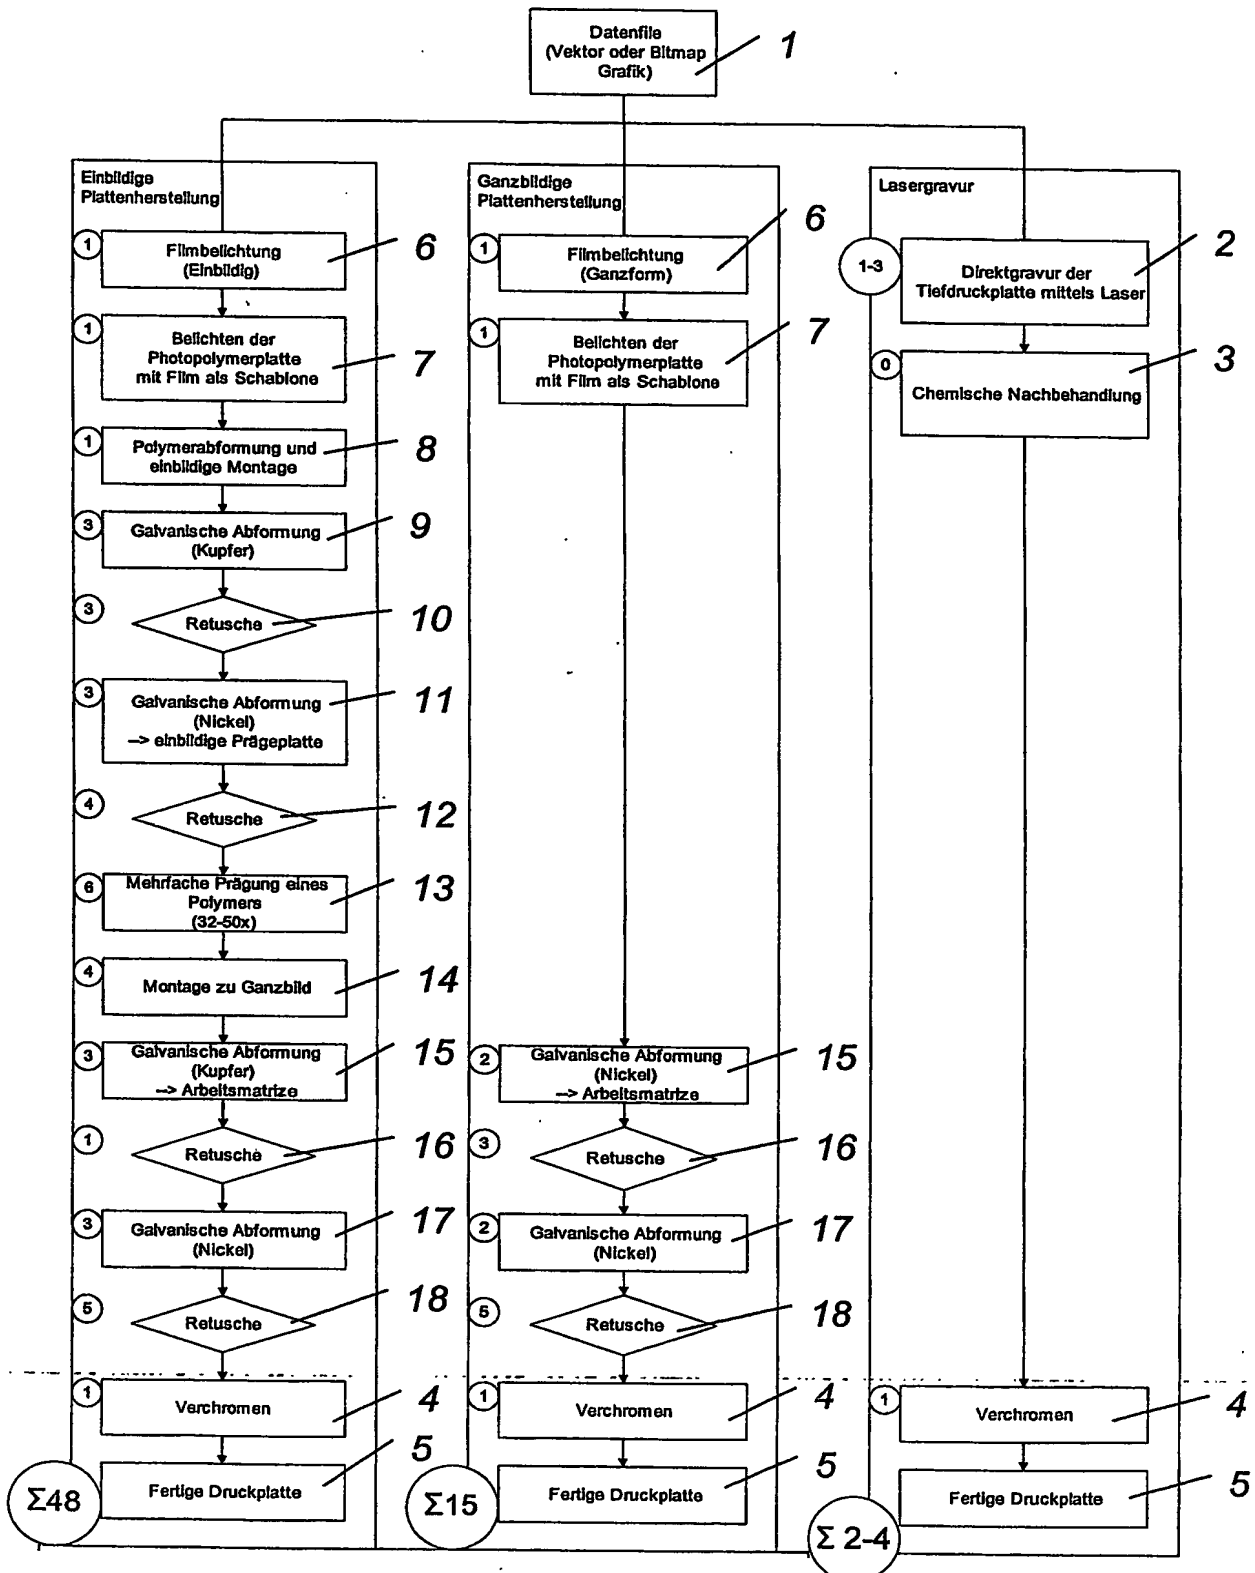 Datenfile
(Vektor oder Bitmap
Grafik)
1
Einbildige
Plattenherstellung
1
Filmbelichtung
(Einbildig)
6
1
Belichten der
Photopolymerplatte
mit Film als Schablone
7
1
Polymerabformung und
einbildige Montage
8
3
Galvanische Abformung
(Kupfer)
9
3
Retusche
10
3
Galvanische Abformung
(Nickel)
--> einbildige Prägeplatte
11
4
Retusche
12
6
Mehrfache Prägung eines
Polymers
(32-50x)
13
4
Montage zu Ganzbild
14
3
Galvanische Abformung
(Kupfer)
--> Arbeitsmatrize
15
1
Retusche
16
3
Galvanische Abformung
(Nickel)
17
5
Retusche
18
1
Verchromen
4
Fertige Druckplatte
5
Σ48
Ganzbildige
Plattenherstellung
1
Filmbelichtung
(Ganzform)
6
1
Belichten der
Photopolymerplatte
mit Film als Schablone
7
2
Galvanische Abformung
(Nickel)
--> Arbeitsmatrize
15
3
Retusche
16
2
Galvanische Abformung
(Nickel)
17
5
Retusche
18
1
Verchromen
4
Fertige Druckplatte
5
Σ15
Lasergravur
1-3
Direktgravur der
Tiefdruckplatte mittels Laser
2
0
Chemische Nachbehandlung
3
1
Verchromen
4
Fertige Druckplatte
5
Σ 2-4